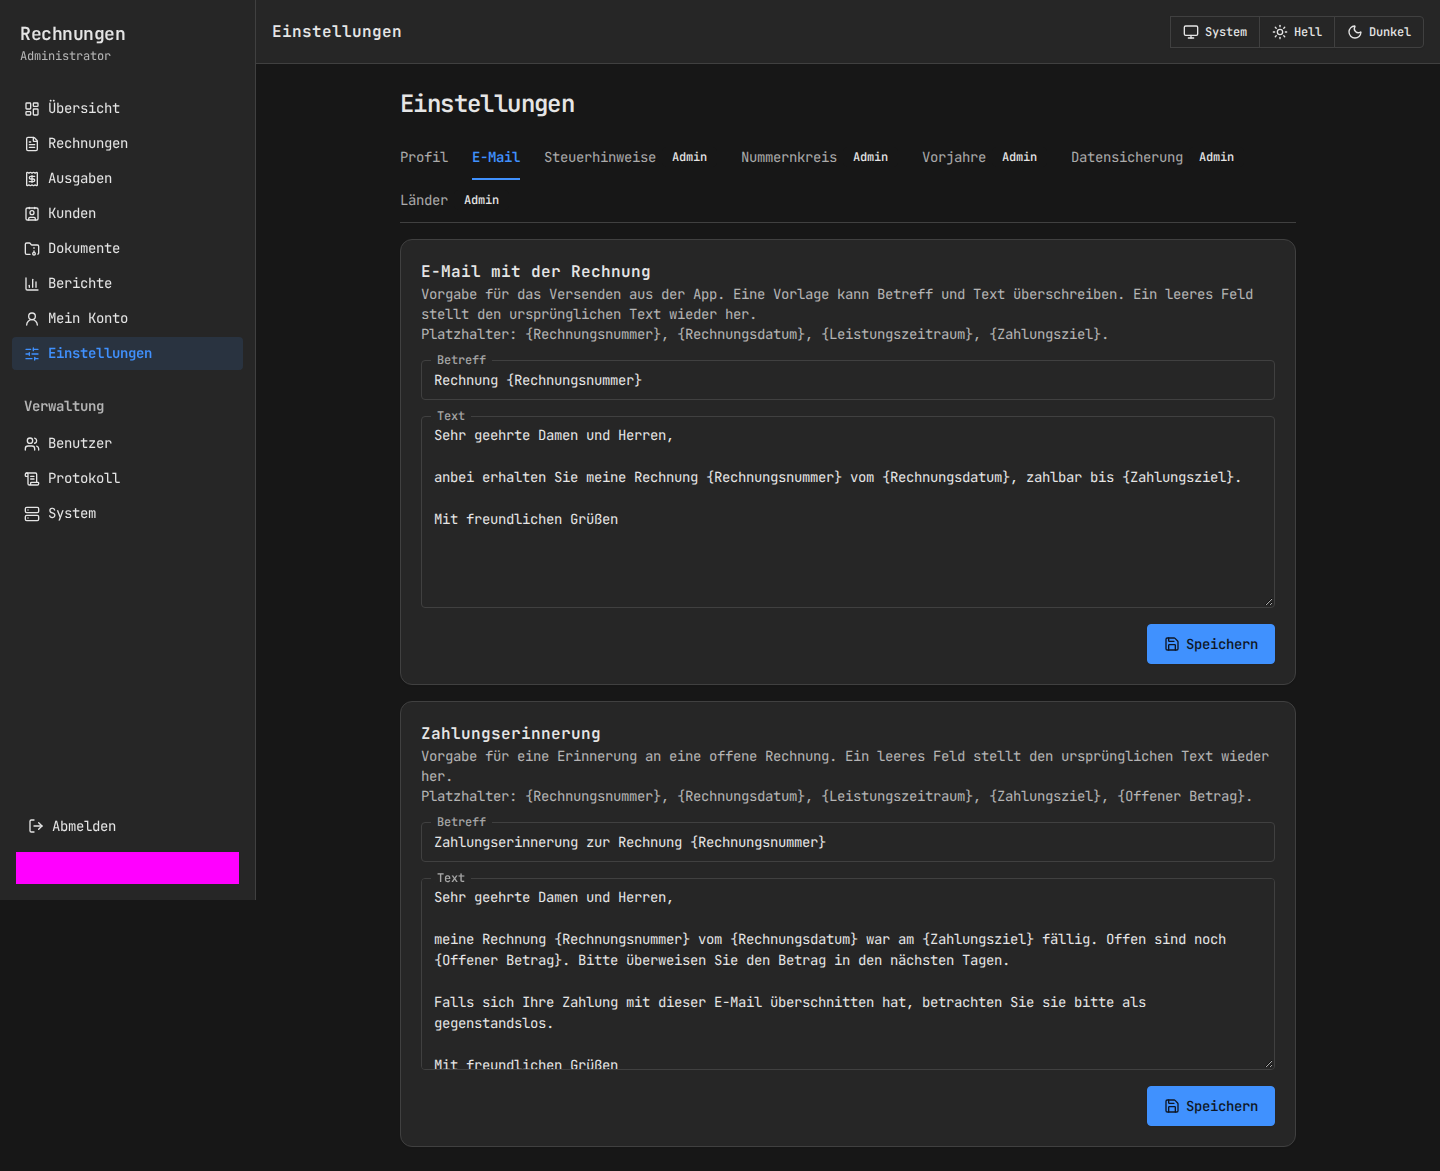 Rechnungen
Administrator
Übersicht
Rechnungen
Ausgaben
Kunden
Dokumente
Berichte
Mein Konto
Einstellungen
Verwaltung
Benutzer
Protokoll
System
Abmelden
Einstellungen
System Hell Dunkel
Einstellungen
Profil E-Mail Steuerhinweise Admin Nummernkreis Admin Vorjahre Admin Datensicherung Admin
Länder Admin
E-Mail mit der Rechnung
Vorgabe für das Versenden aus der App. Eine Vorlage kann Betreff und Text überschreiben. Ein leeres Feld
stellt den ursprünglichen Text wieder her.
Platzhalter: {Rechnungsnummer}, {Rechnungsdatum}, {Leistungszeitraum}, {Zahlungsziel}.
Betreff
Rechnung {Rechnungsnummer}
Text
Sehr geehrte Damen und Herren,
anbei erhalten Sie meine Rechnung {Rechnungsnummer} vom {Rechnungsdatum}, zahlbar bis {Zahlungsziel}.
Mit freundlichen Grüßen
Speichern
Zahlungserinnerung
Vorgabe für eine Erinnerung an eine offene Rechnung. Ein leeres Feld stellt den ursprünglichen Text wieder
her.
Platzhalter: {Rechnungsnummer}, {Rechnungsdatum}, {Leistungszeitraum}, {Zahlungsziel}, {Offener Betrag}.
Betreff
Zahlungserinnerung zur Rechnung {Rechnungsnummer}
Text
Sehr geehrte Damen und Herren,
meine Rechnung {Rechnungsnummer} vom {Rechnungsdatum} war am {Zahlungsziel} fällig. Offen sind noch
{Offener Betrag}. Bitte überweisen Sie den Betrag in den nächsten Tagen.
Falls sich Ihre Zahlung mit dieser E-Mail überschnitten hat, betrachten Sie sie bitte als
gegenstandslos.
Mit freundlichen Grüßen
Speichern